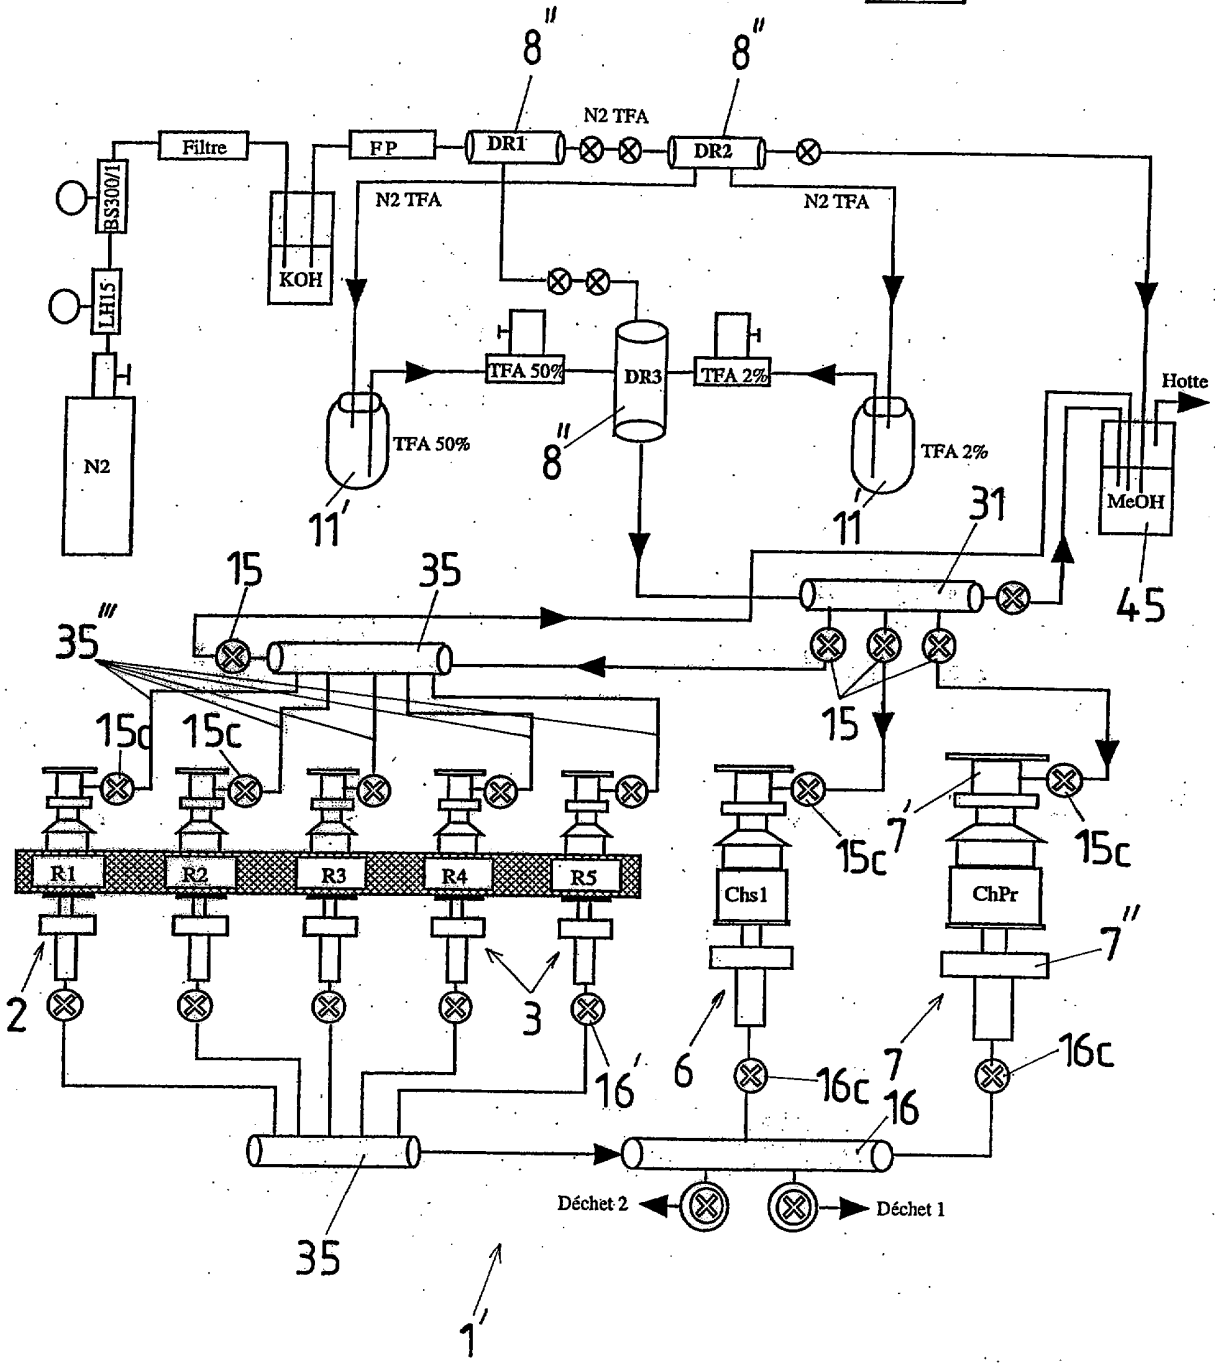 8"
8"
N2 TFA
Filtre
FP
DR1
DR2
BS300/1
N2 TFA
N2 TFA
KOH
LH15
TFA 50%
DR3
TFA 2%
Hotte
8"
N2
TFA 50%
TFA 2%
MeOH
11'
11'
31
45
15
35
35'''
15
15c
15c
7'
15c
15c
R1
R2
R3
R4
R5
Chs1
ChPr
7"
2
3
16'
6
16c
7
16c
16
Déchet 2
Déchet 1
35
1'